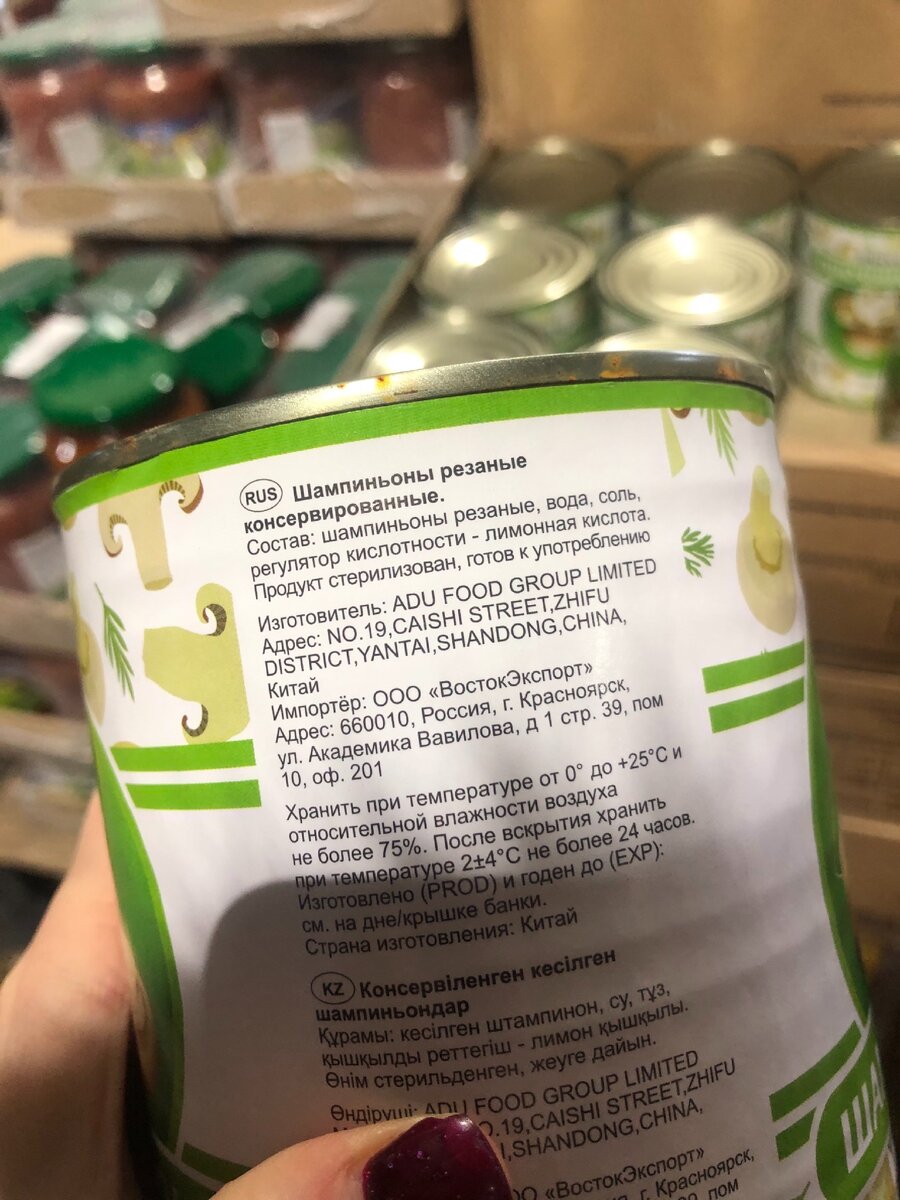 RUS Шампиньоны резаные
консервированные.
Состав: шампиньоны резаные, вода, соль,
регулятор кислотности - лимонная кислота.
Продукт стерилизован, готов к употреблению
Изготовитель: ADU FOOD GROUP LIMITED
Адрес: NO.19,CAISHI STREET,ZHIFU
DISTRICT,YANTAI,SHANDONG,CHINA,
Китай
Импортёр: ООО «ВостокЭкспорт»
Адрес: 660010, Россия, г. Красноярск,
ул. Академика Вавилова, д 1 стр. 39, пом
10, оф. 201
Хранить при температуре от 0° до +25°C и
относительной влажности воздуха
не более 75%. После вскрытия хранить
при температуре 2±4°C не более 24 часов.
Изготовлено (PROD) и годен до (EXP):
см. на дне/крышке банки.
Страна изготовления: Китай
KZ Консервіленген кесілген
шампиньондар
Құрамы: кесілген штампинон, су, тұз,
қышқылды реттегіш - лимон қышқылы.
Өнім стерильденген, жеуге дайын.
Өндіруші: ADU FOOD GROUP LIMITED
.19,CAISHI STREET,ZHIFU
,SHANDONG,CHINA,
«ВостокЭкспорт»
г. Красноярск,
пом
ША